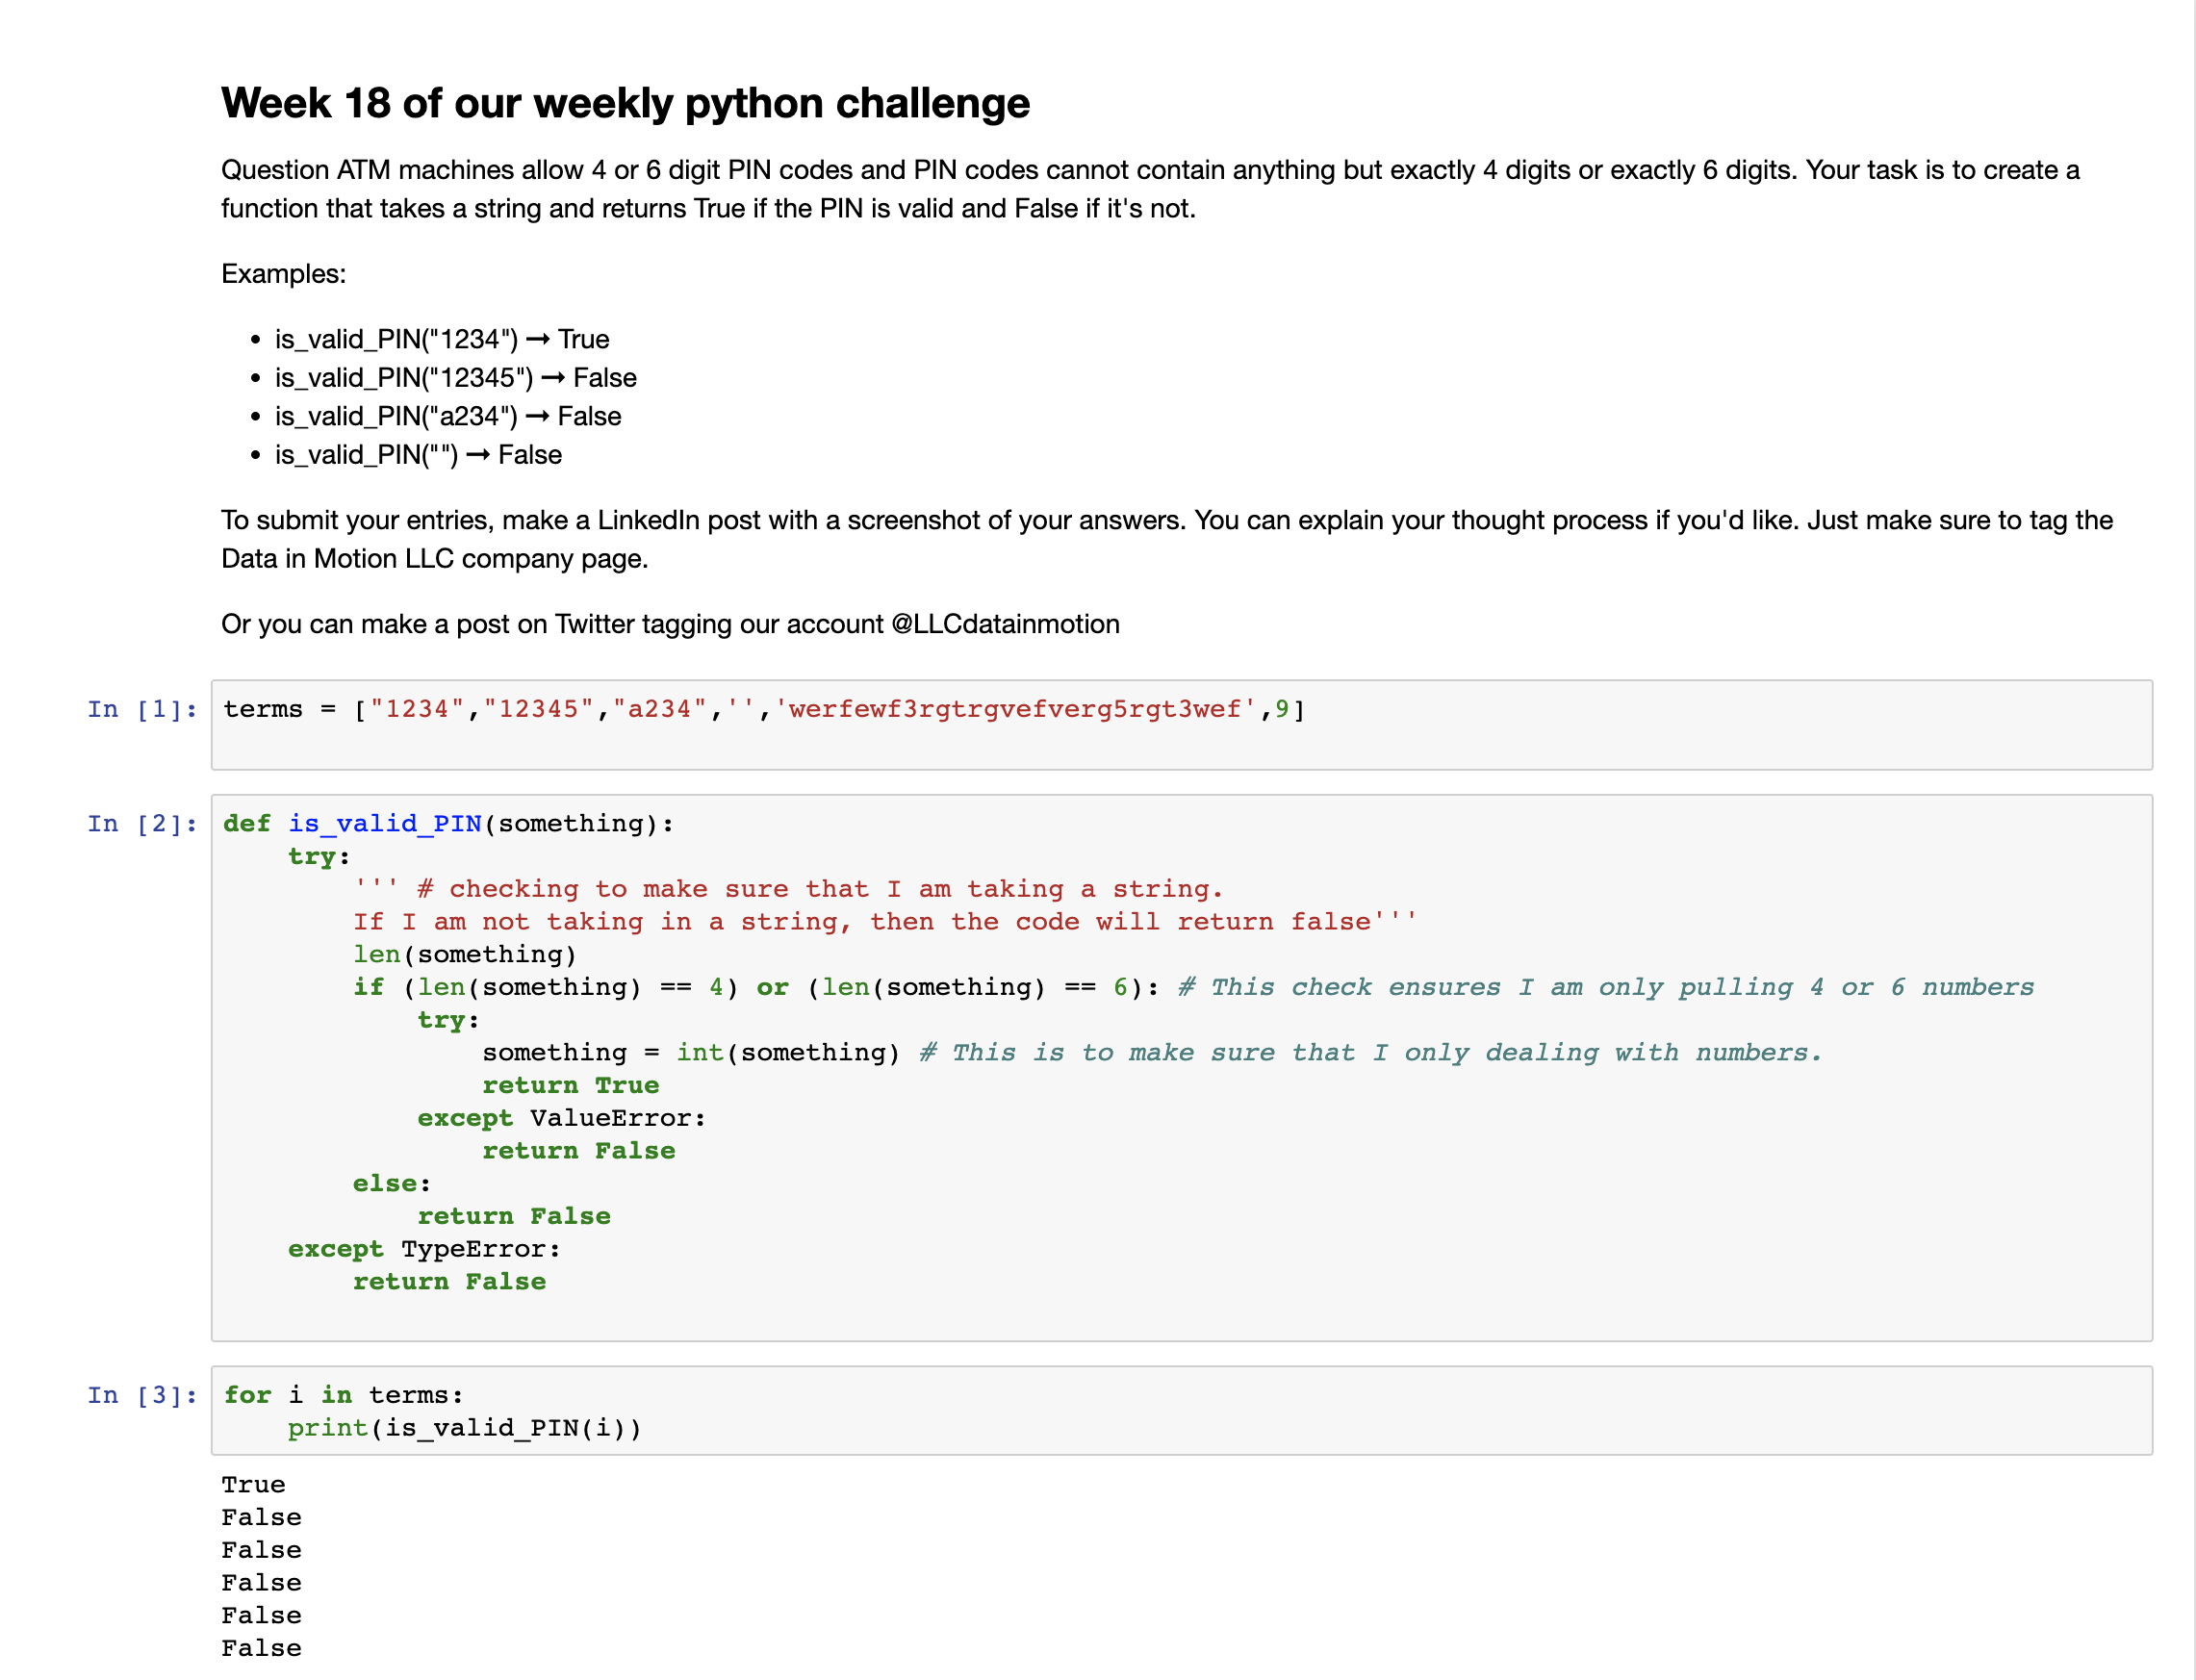 Week 18 of our weekly python challenge
Question ATM machines allow 4 or 6 digit PIN codes and PIN codes cannot contain anything but exactly 4 digits or exactly 6 digits. Your task is to create a
function that takes a string and returns True if the PIN is valid and False if it's not.
Examples:
• is_valid_PIN("1234") ➞ True
• is_valid_PIN("12345") ➞ False
• is_valid_PIN("a234") ➞ False
• is_valid_PIN("") ➞ False
To submit your entries, make a LinkedIn post with a screenshot of your answers. You can explain your thought process if you'd like. Just make sure to tag the
Data in Motion LLC company page.
Or you can make a post on Twitter tagging our account @LLCdatainmotion
In [1]: terms = ["1234","12345","a234",'','werfewf3rgtrgvefverg5rgt3wef',9]
In [2]: def is_valid_PIN(something):
    try:
        ''' # checking to make sure that I am taking a string.
        If I am not taking in a string, then the code will return false'''
        len(something)
        if (len(something) == 4) or (len(something) == 6): # This check ensures I am only pulling 4 or 6 numbers
            try:
                something = int(something) # This is to make sure that I only dealing with numbers.
                return True
            except ValueError:
                return False
        else:
            return False
    except TypeError:
        return False
In [3]: for i in terms:
    print(is_valid_PIN(i))
True
False
False
False
False
False